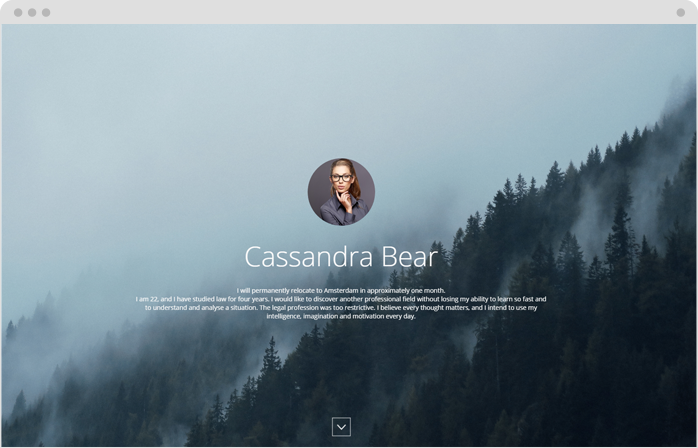 Cassandra Bear
I will permanently relocate to Amsterdam in approximately one month.
I am 22, and I have studied law for four years. I would like to discover another professional field without losing my ability to learn so fast and
to understand and analyse a situation. The legal profession was too restrictive. I believe every thought matters, and I intend to use my
intelligence, imagination and motivation every day.